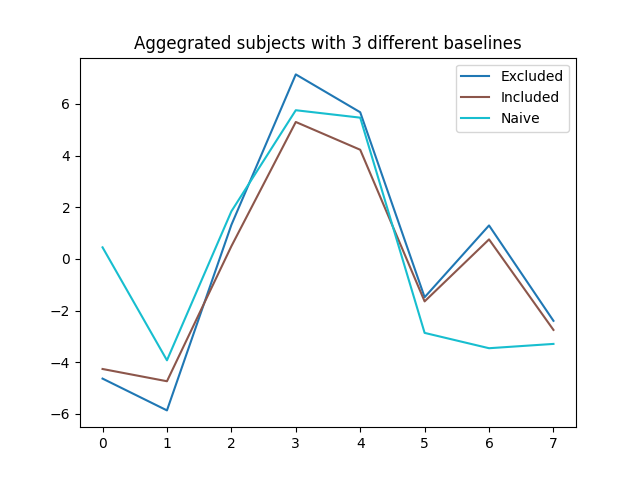 Aggegrated subjects with 3 different baselines
Excluded
Included
Naive
6
4
2
0
−2
−4
−6
0 1 2 3 4 5 6 7